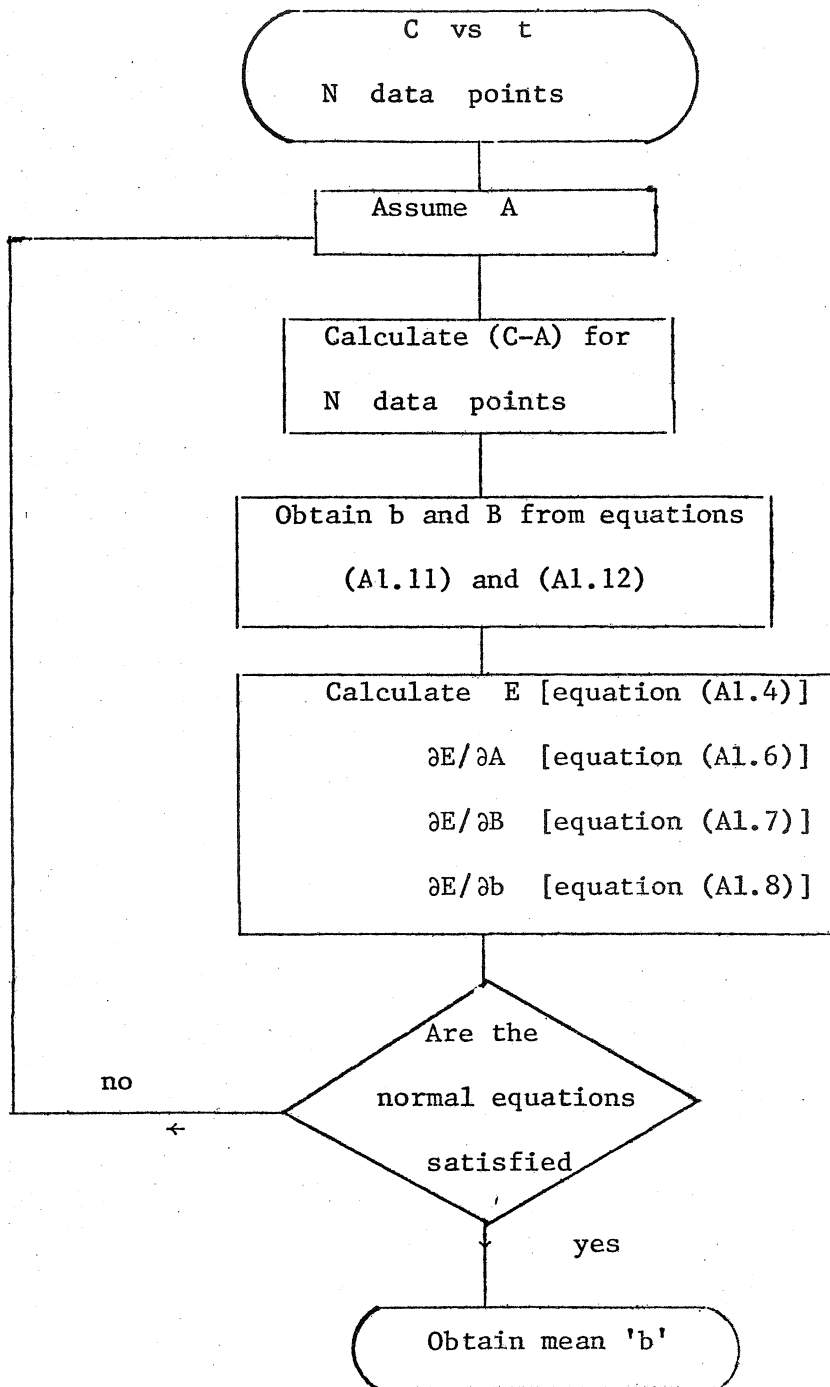 C vs t
N data points
Assume A
Calculate (C-A) for
N data points
Obtain b and B from equations
(A1.11) and (A1.12)
Calculate E [equation (A1.4)]
∂E/∂A [equation (A1.6)]
∂E/∂B [equation (A1.7)]
∂E/∂b [equation (A1.8)]
Are the
normal equations
satisfied
no
←
yes
Obtain mean 'b'